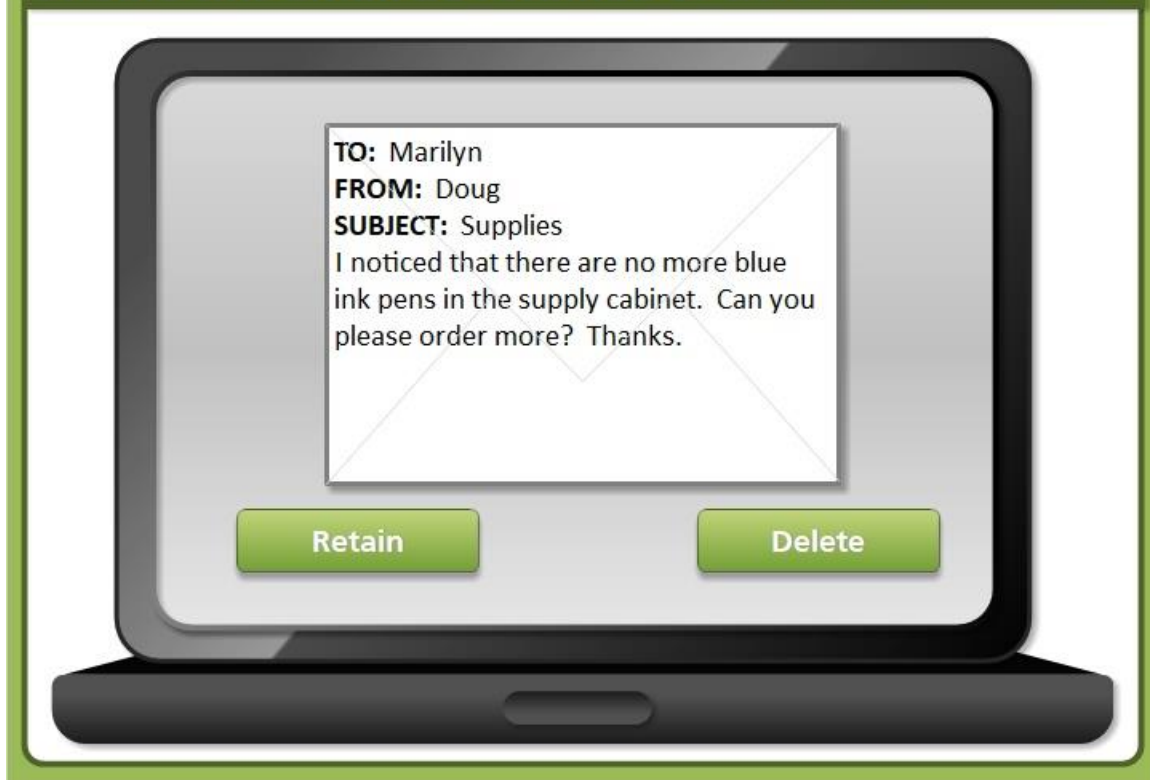 TO: Marilyn
FROM: Doug
SUBJECT: Supplies
I noticed that there are no more blue
ink pens in the supply cabinet. Can you
please order more? Thanks.
Retain
Delete